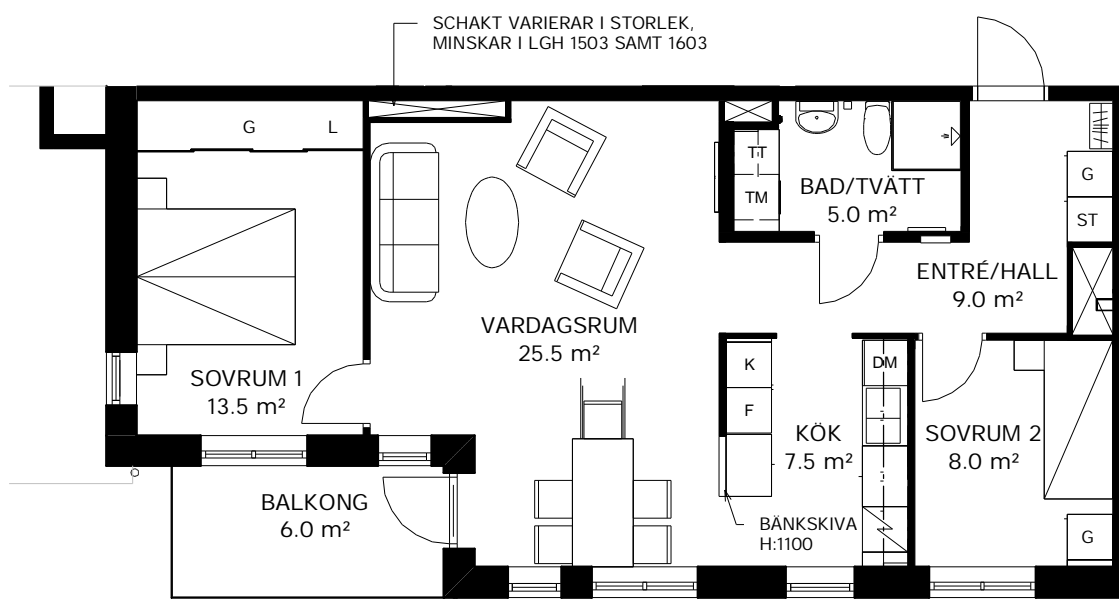 SCHAKT VARIERAR I STORLEK,
MINSKAR I LGH 1503 SAMT 1603
G
L
TT
TM
BAD/TVÄTT
5.0 m²
G
ST
ENTRÉ/HALL
9.0 m²
VARDAGSRUM
25.5 m²
SOVRUM 1
13.5 m²
K
F
DM
KÖK
7.5 m²
SOVRUM 2
8.0 m²
BALKONG
6.0 m²
BÄNKSKIVA
H:1100
G